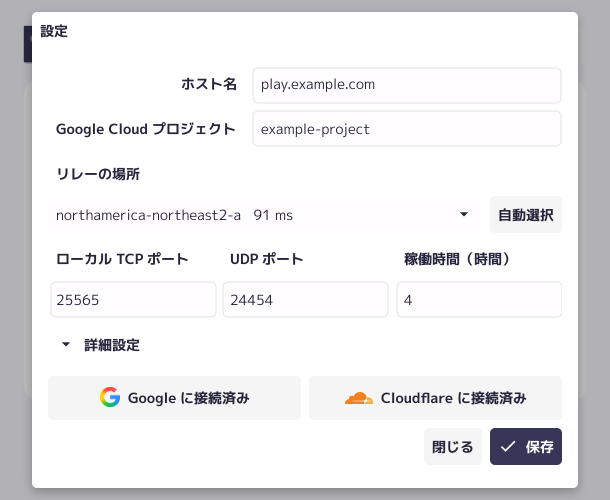 設定
ホスト名 play.example.com
Google Cloud プロジェクト example-project
リレーの場所
northamerica-northeast2-a 91 ms 自動選択
ローカル TCP ポート UDP ポート 稼働時間（時間）
25565 24454 4
詳細設定
Google に接続済み Cloudflare に接続済み
閉じる 保存